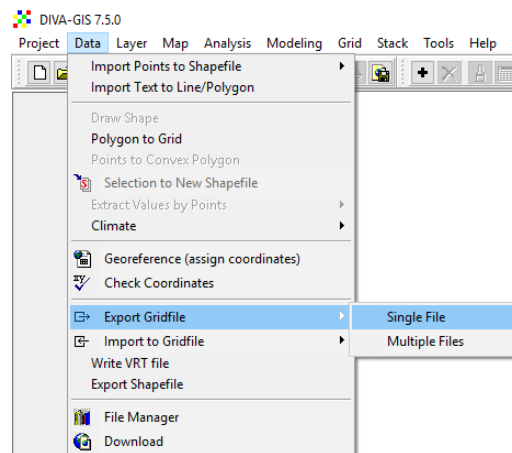 DIVA-GIS 7.5.0
Project Data Layer Map Analysis Modeling Grid Stack Tools Help
Import Points to Shapefile
Import Text to Line/Polygon
Draw Shape
Polygon to Grid
Points to Convex Polygon
Selection to New Shapefile
Extract Values by Points
Climate
Georeference (assign coordinates)
Check Coordinates
Export Gridfile
Single File
Import to Gridfile
Multiple Files
Write VRT file
Export Shapefile
File Manager
Download